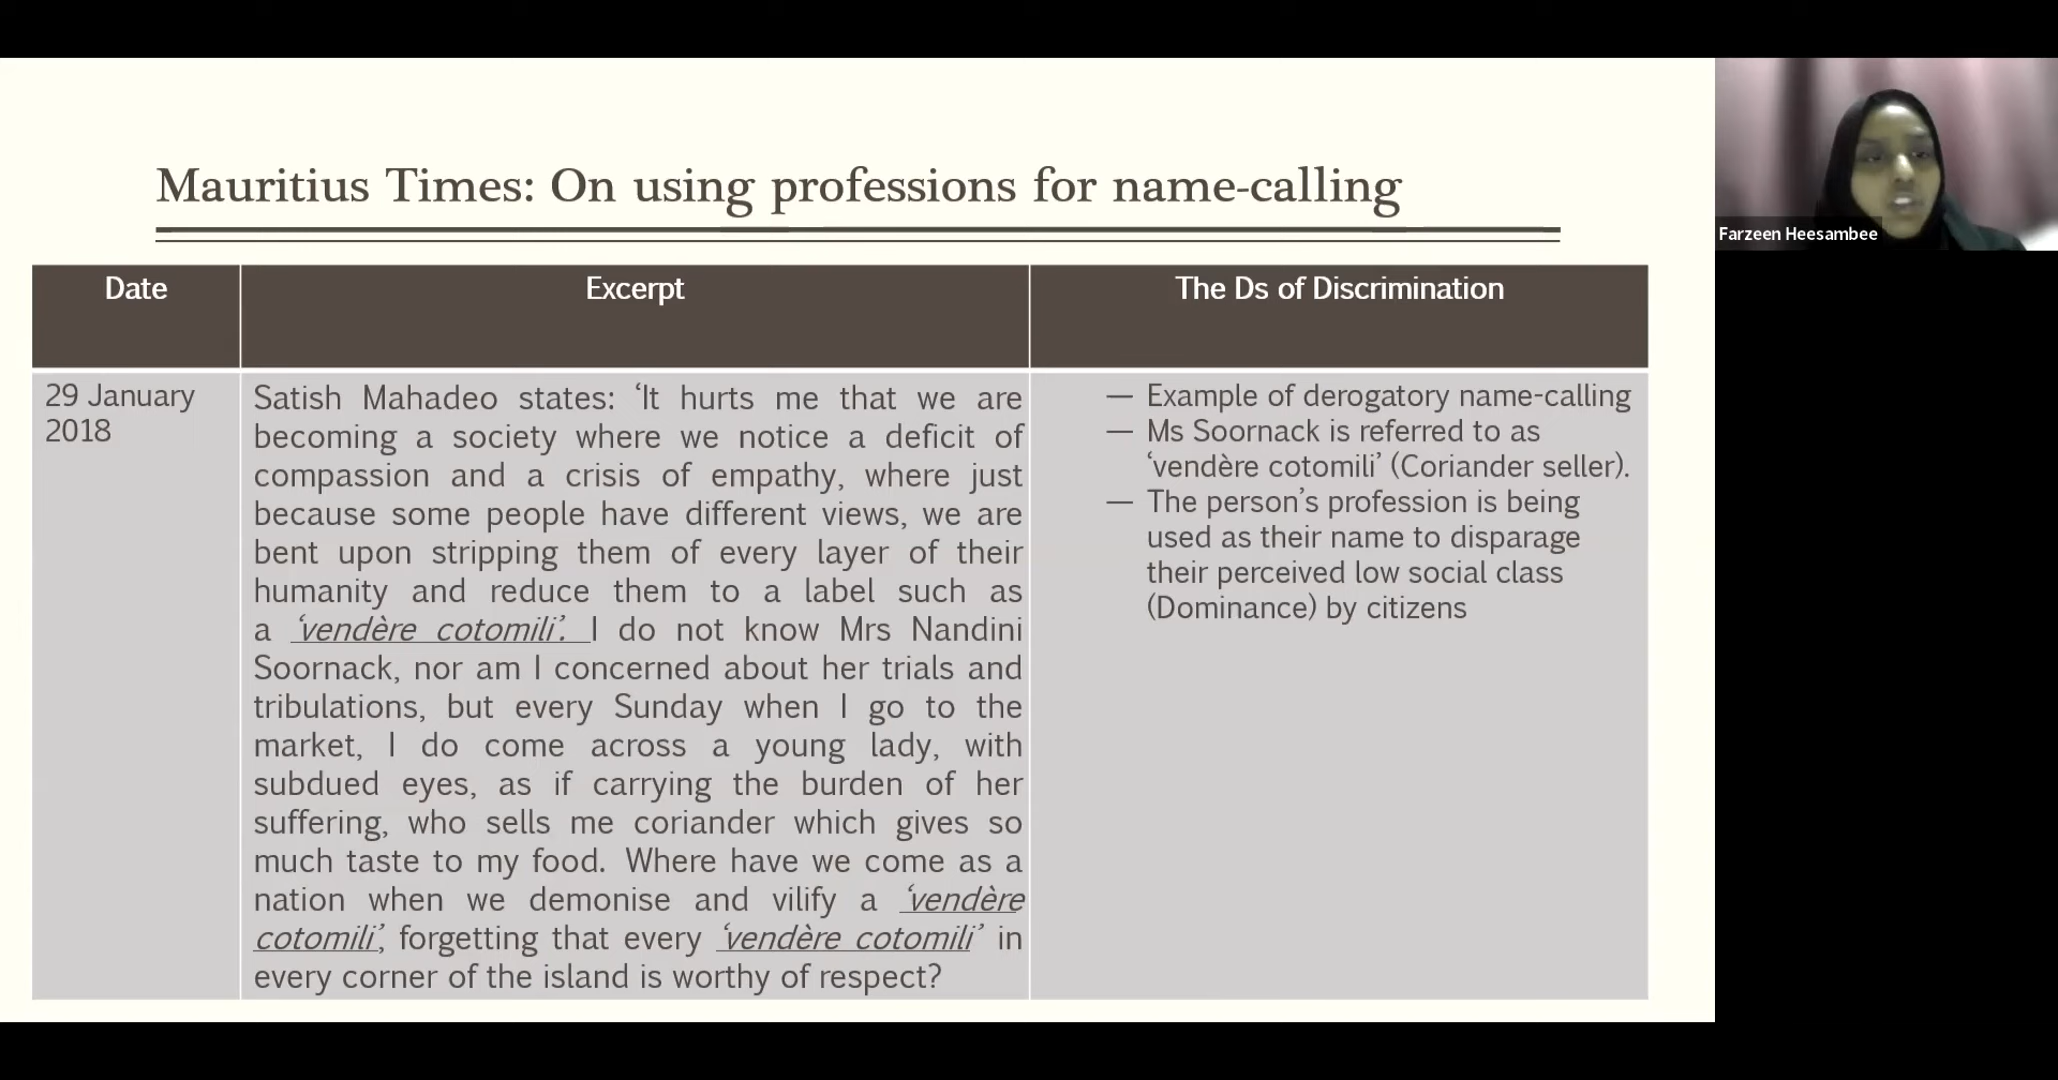 Mauritius Times: On using professions for name-calling
Farzeen Heesambee
Date
Excerpt
The Ds of Discrimination
29 January
2018
Satish Mahadeo states: ‘It hurts me that we are
becoming a society where we notice a deficit of
compassion and a crisis of empathy, where just
because some people have different views, we are
bent upon stripping them of every layer of their
humanity and reduce them to a label such as
a ‘vendère cotomili’. I do not know Mrs Nandini
Soornack, nor am I concerned about her trials and
tribulations, but every Sunday when I go to the
market, I do come across a young lady, with
subdued eyes, as if carrying the burden of her
suffering, who sells me coriander which gives so
much taste to my food. Where have we come as a
nation when we demonise and vilify a ‘vendère
cotomili’, forgetting that every ‘vendère cotomili’ in
every corner of the island is worthy of respect?
— Example of derogatory name-calling
— Ms Soornack is referred to as
‘vendère cotomili’ (Coriander seller).
— The person’s profession is being
used as their name to disparage
their perceived low social class
(Dominance) by citizens